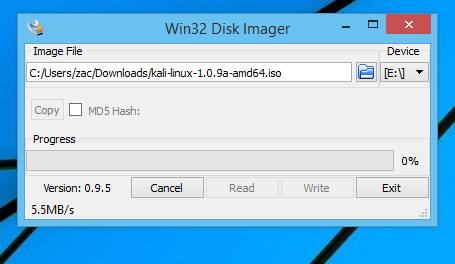 Win32 Disk Imager
Image File
Device
C:/Users/zac/Downloads/kali-linux-1.0.9a-amd64.iso
[E:\]
Copy
MD5 Hash:
Progress
0%
Version: 0.9.5
Cancel
Read
Write
Exit
5.5MB/s